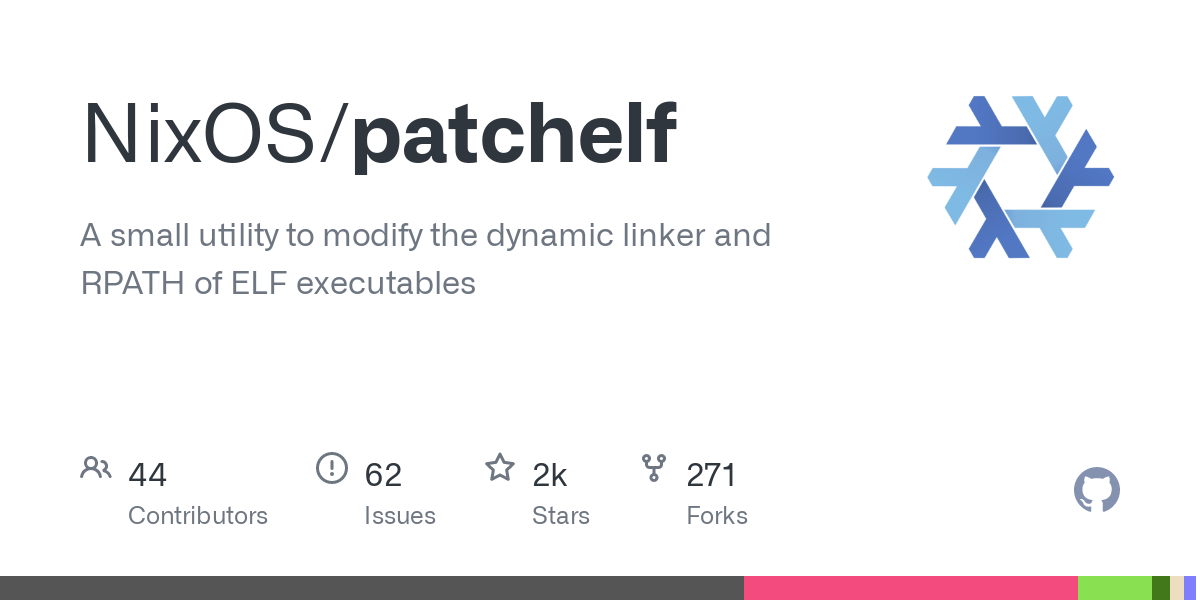 NixOS/patchelf
A small utility to modify the dynamic linker and
RPATH of ELF executables
44 62 2k 271
Contributors Issues Stars Forks